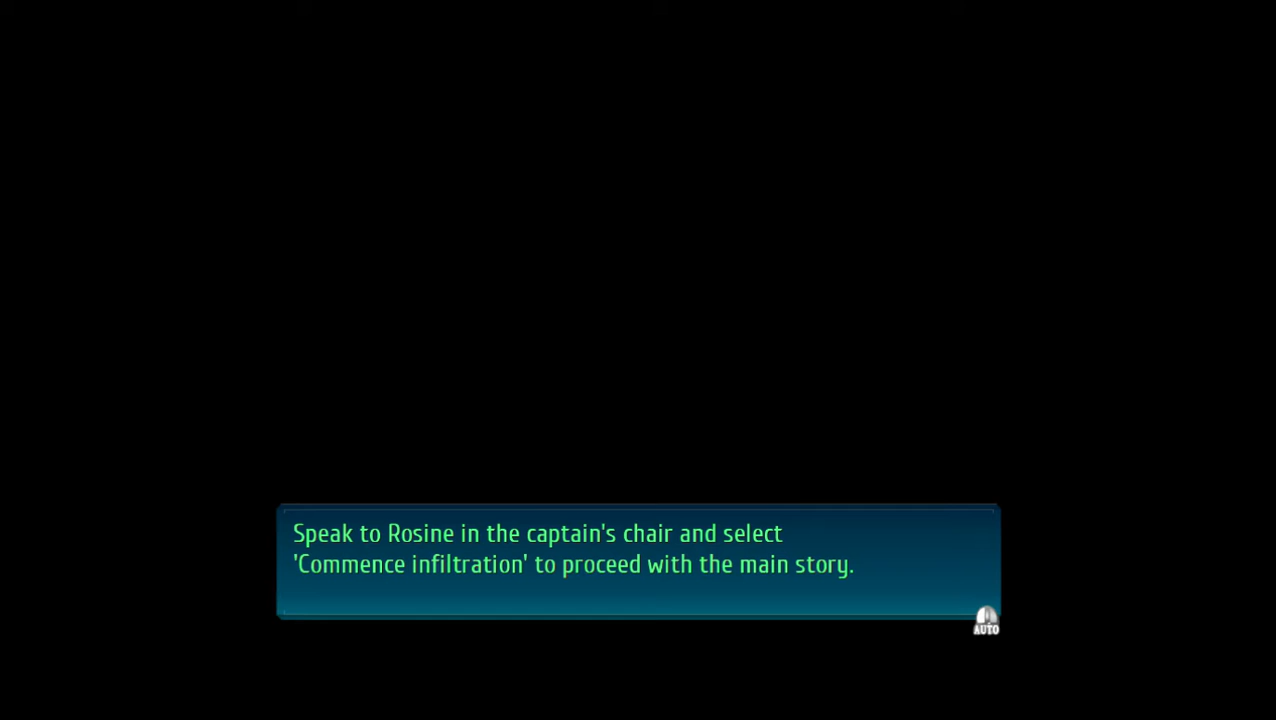 Speak to Rosine in the captain's chair and select
'Commence infiltration' to proceed with the main story.
AUTO